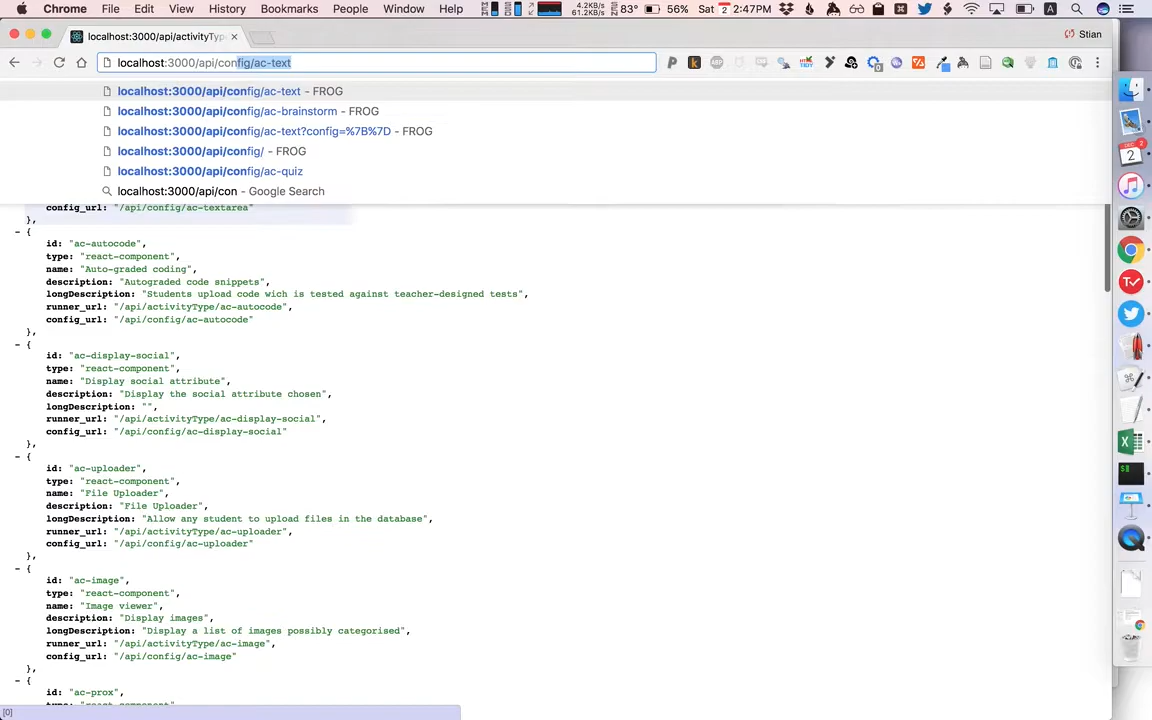 Chrome File Edit View History Bookmarks People Window Help 4.2KB/s 61.2KB/s 83° 56% Sat 2 2:47PM
localhost:3000/api/activityTyp Stian
localhost:3000/api/config/ac-text
localhost:3000/api/config/ac-text - FROG
localhost:3000/api/config/ac-brainstorm - FROG
localhost:3000/api/config/ac-text?config=%7B%7D - FROG
localhost:3000/api/config/ - FROG
localhost:3000/api/config/ac-quiz
localhost:3000/api/con - Google Search
config_url: "/api/config/ac-textarea"
},
- {
id: "ac-autocode",
type: "react-component",
name: "Auto-graded coding",
description: "Autograded code snippets",
longDescription: "Students upload code wich is tested against teacher-designed tests",
runner_url: "/api/activityType/ac-autocode",
config_url: "/api/config/ac-autocode"
},
- {
id: "ac-display-social",
type: "react-component",
name: "Display social attribute",
description: "Display the social attribute chosen",
longDescription: "",
runner_url: "/api/activityType/ac-display-social",
config_url: "/api/config/ac-display-social"
},
- {
id: "ac-uploader",
type: "react-component",
name: "File Uploader",
description: "File Uploader",
longDescription: "Allow any student to upload files in the database",
runner_url: "/api/activityType/ac-uploader",
config_url: "/api/config/ac-uploader"
},
- {
id: "ac-image",
type: "react-component",
name: "Image viewer",
description: "Display images",
longDescription: "Display a list of images possibly categorised",
runner_url: "/api/activityType/ac-image",
config_url: "/api/config/ac-image"
},
- {
id: "ac-prox",
type: "react-component",
[0]